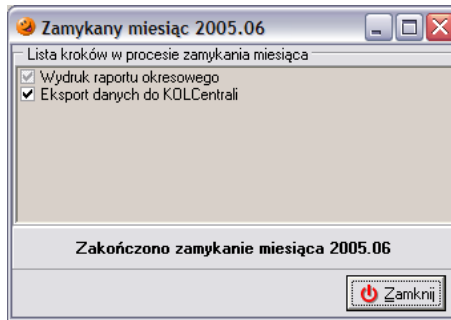 Zamykany miesiąc 2005.06
Lista kroków w procesie zamykania miesiąca
Wydruk raportu okresowego
Eksport danych do KOLCentrali
Zakończono zamykanie miesiąca 2005.06
Zamknij